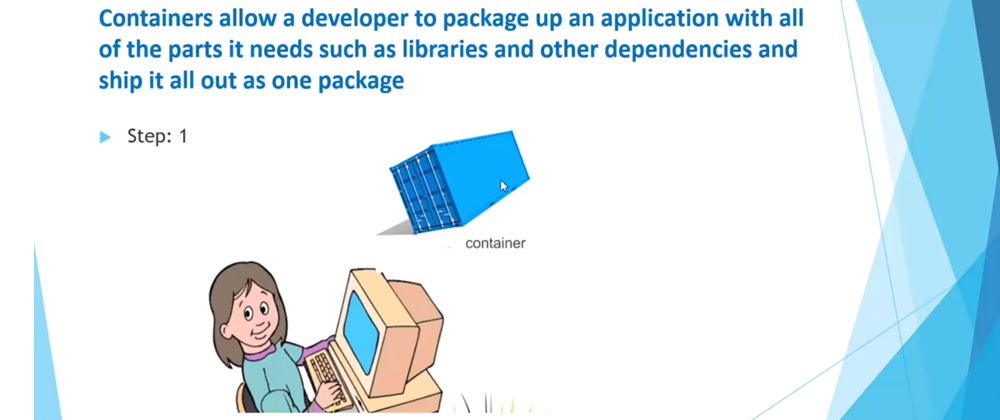 Containers allow a developer to package up an application with all
of the parts it needs such as libraries and other dependencies and
ship it all out as one package
Step: 1
container